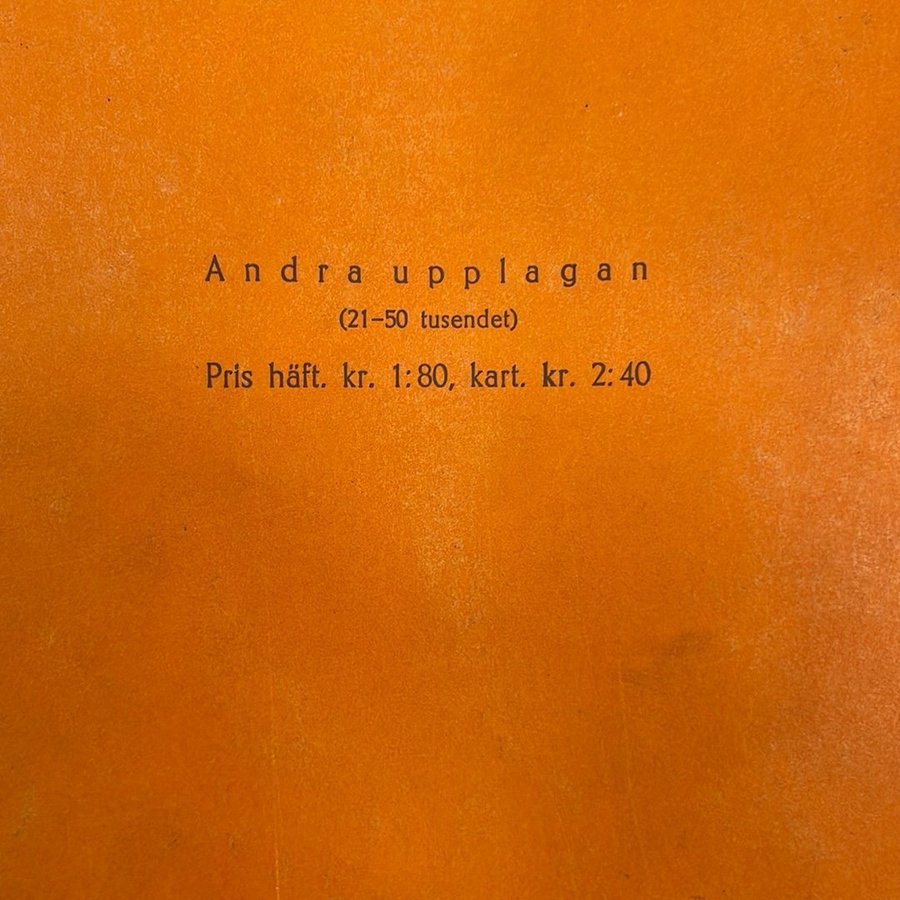 Andra upplagan
(21-50 tusendet)
Pris häft. kr. 1:80, kart. kr. 2:40